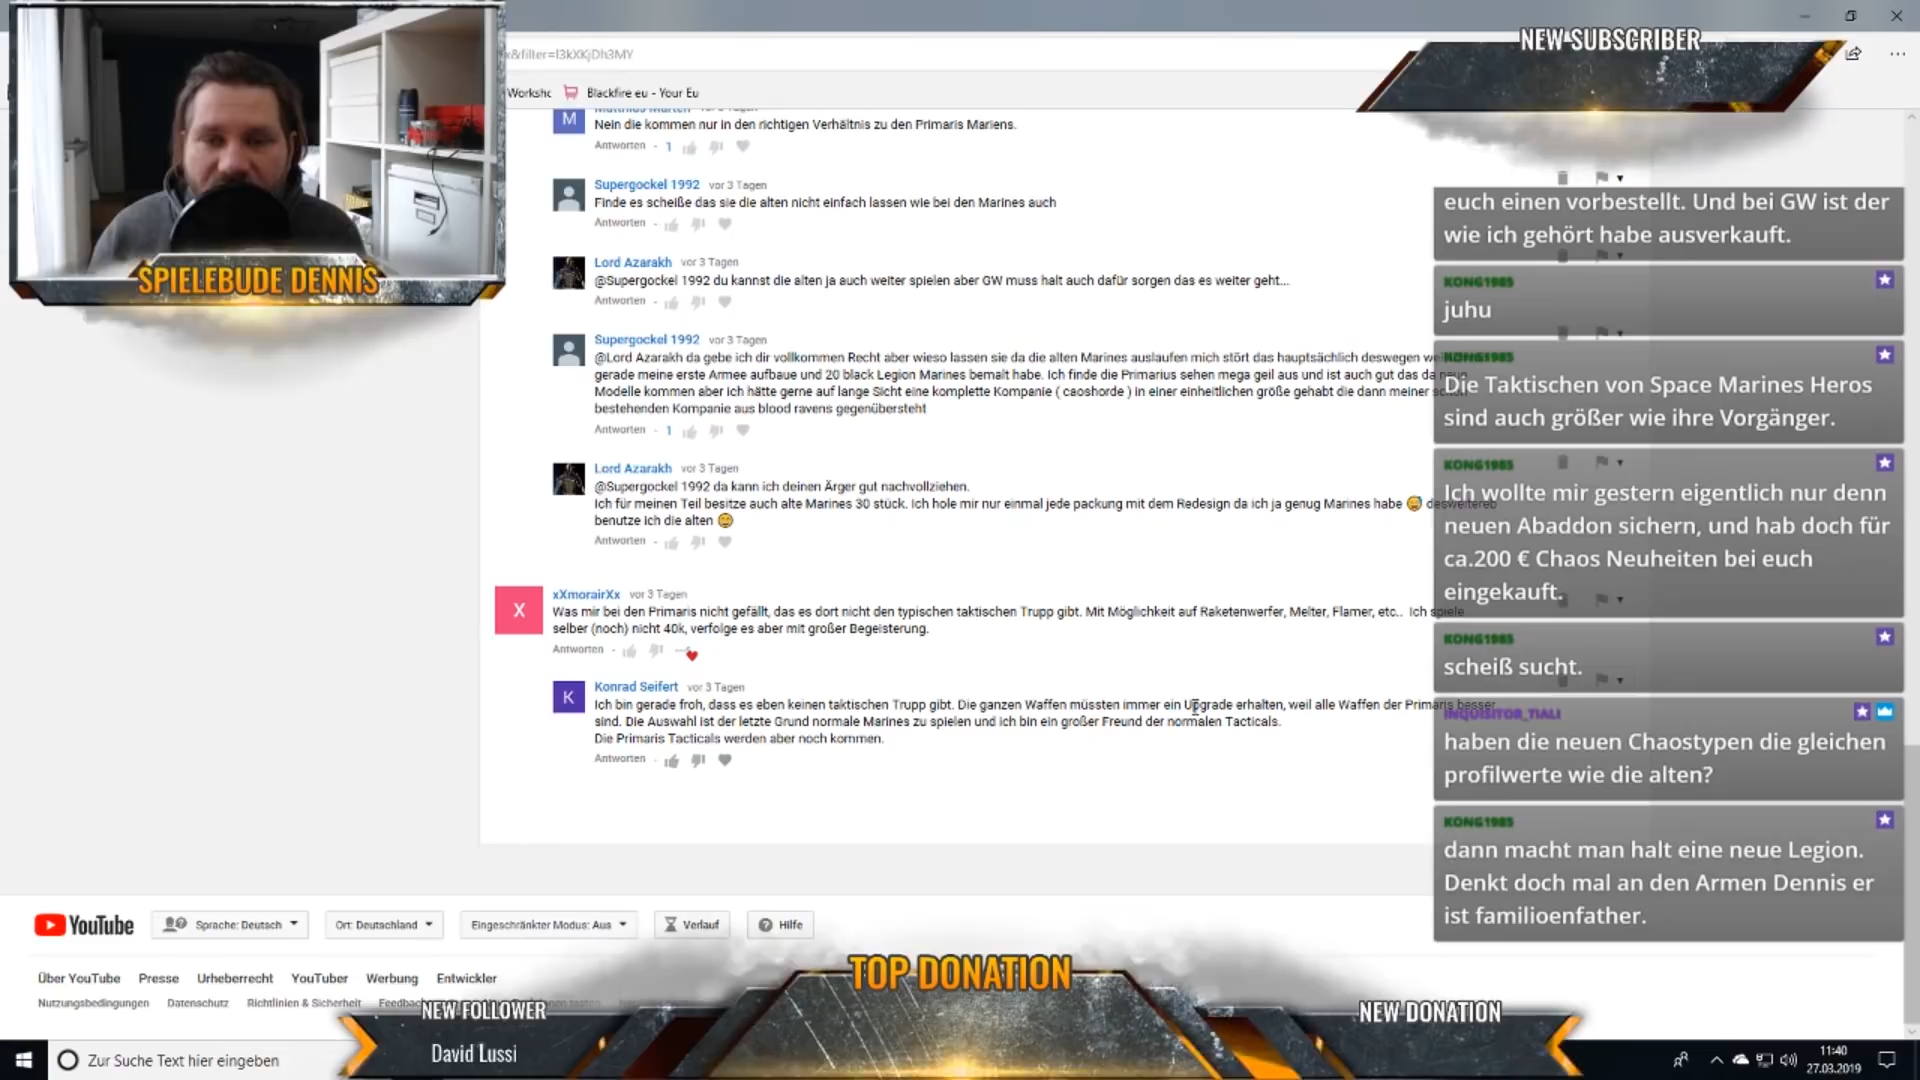 x&filter=l3kXKjDh3MY
NEW SUBSCRIBER
Worksho
Blackfire eu - Your Eu
SPIELEBUDE DENNIS
M
Nein die kommen nur in den richtigen Verhältnis zu den Primaris Mariens.
Antworten - 1
Supergockel 1992 vor 3 Tagen
Finde es scheiße das sie die alten nicht einfach lassen wie bei den Marines auch
Antworten -
Lord Azarakh vor 3 Tagen
@Supergockel 1992 du kannst die alten ja auch weiter spielen aber GW muss halt auch dafür sorgen das es weiter geht...
Antworten -
Supergockel 1992 vor 3 Tagen
@Lord Azarakh da gebe ich dir vollkommen Recht aber wieso lassen sie da die alten Marines auslaufen mich stört das hauptsächlich deswegen
gerade meine erste Armee aufbaue und 20 black Legion Marines bemalt habe. Ich finde die Primarius sehen mega geil aus und ist auch gut das da neue
Modelle kommen aber ich hätte gerne auf lange Sicht eine komplette Kompanie ( caoshorde ) in einer einheitlichen größe gehabt die dann meiner schon
bestehenden Kompanie aus blood ravens gegenübersteht
Antworten - 1
Lord Azarakh vor 3 Tagen
@Supergockel 1992 da kann ich deinen Ärger gut nachvollziehen.
Ich für meinen Teil besitze auch alte Marines 30 stück. Ich hole mir nur einmal jede packung mit dem Redesign da ich ja genug Marines habe 😅 desweitereb
benutze ich die alten 😊
Antworten -
X
xXmorairXx vor 3 Tagen
Was mir bei den Primaris nicht gefällt, das es dort nicht den typischen taktischen Trupp gibt. Mit Möglichkeit auf Raketenwerfer, Melter, Flamer, etc.. Ich spiele
selber (noch) nicht 40k, verfolge es aber mit großer Begeisterung.
Antworten -
K
Konrad Seifert vor 3 Tagen
Ich bin gerade froh, dass es eben keinen taktischen Trupp gibt. Die ganzen Waffen müssten immer ein Upgrade erhalten, weil alle Waffen der Primaris besser
sind. Die Auswahl ist der letzte Grund normale Marines zu spielen und ich bin ein großer Freund der normalen Tacticals.
Die Primaris Tacticals werden aber noch kommen.
Antworten -
euch einen vorbestellt. Und bei GW ist der
wie ich gehört habe ausverkauft.
KONG1985
juhu
KONG1985
Die Taktischen von Space Marines Heros
sind auch größer wie ihre Vorgänger.
KONG1985
Ich wollte mir gestern eigentlich nur denn
neuen Abaddon sichern, und hab doch für
ca.200 € Chaos Neuheiten bei euch
eingekauft.
KONG1985
scheiß sucht.
INQUISITOR_TIALI
haben die neuen Chaostypen die gleichen
profilwerte wie die alten?
KONG1985
dann macht man halt eine neue Legion.
Denkt doch mal an den Armen Dennis er
ist familioenfather.
YouTube
Sprache: Deutsch
Ort: Deutschland
Eingeschränkter Modus: Aus
Verlauf
Hilfe
Über YouTube Presse Urheberrecht YouTuber Werbung Entwickler
Nutzungsbedingungen Datenschutz Richtlinien & Sicherheit Feedbac
TOP DONATION
NEW FOLLOWER
David Lussi
NEW DONATION
Zur Suche Text hier eingeben
11:40
27.03.2019